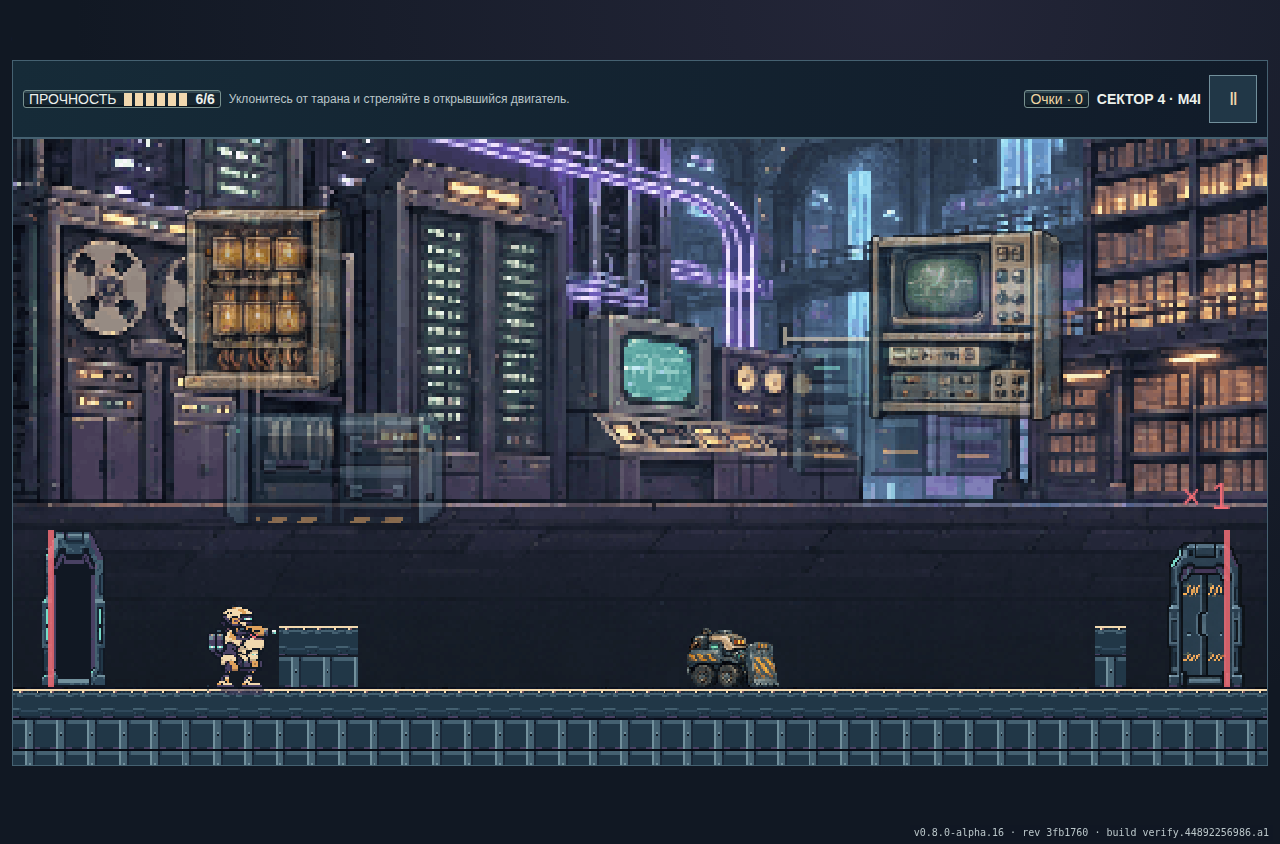 ПРОЧНОСТЬ 6/6 Уклонитесь от тарана и стреляйте в открывшийся двигатель.
Очки · 0 СЕКТОР 4 · M4I
× 1
v0.8.0-alpha.16 · rev 3fb1760 · build verify.44892256986.a1